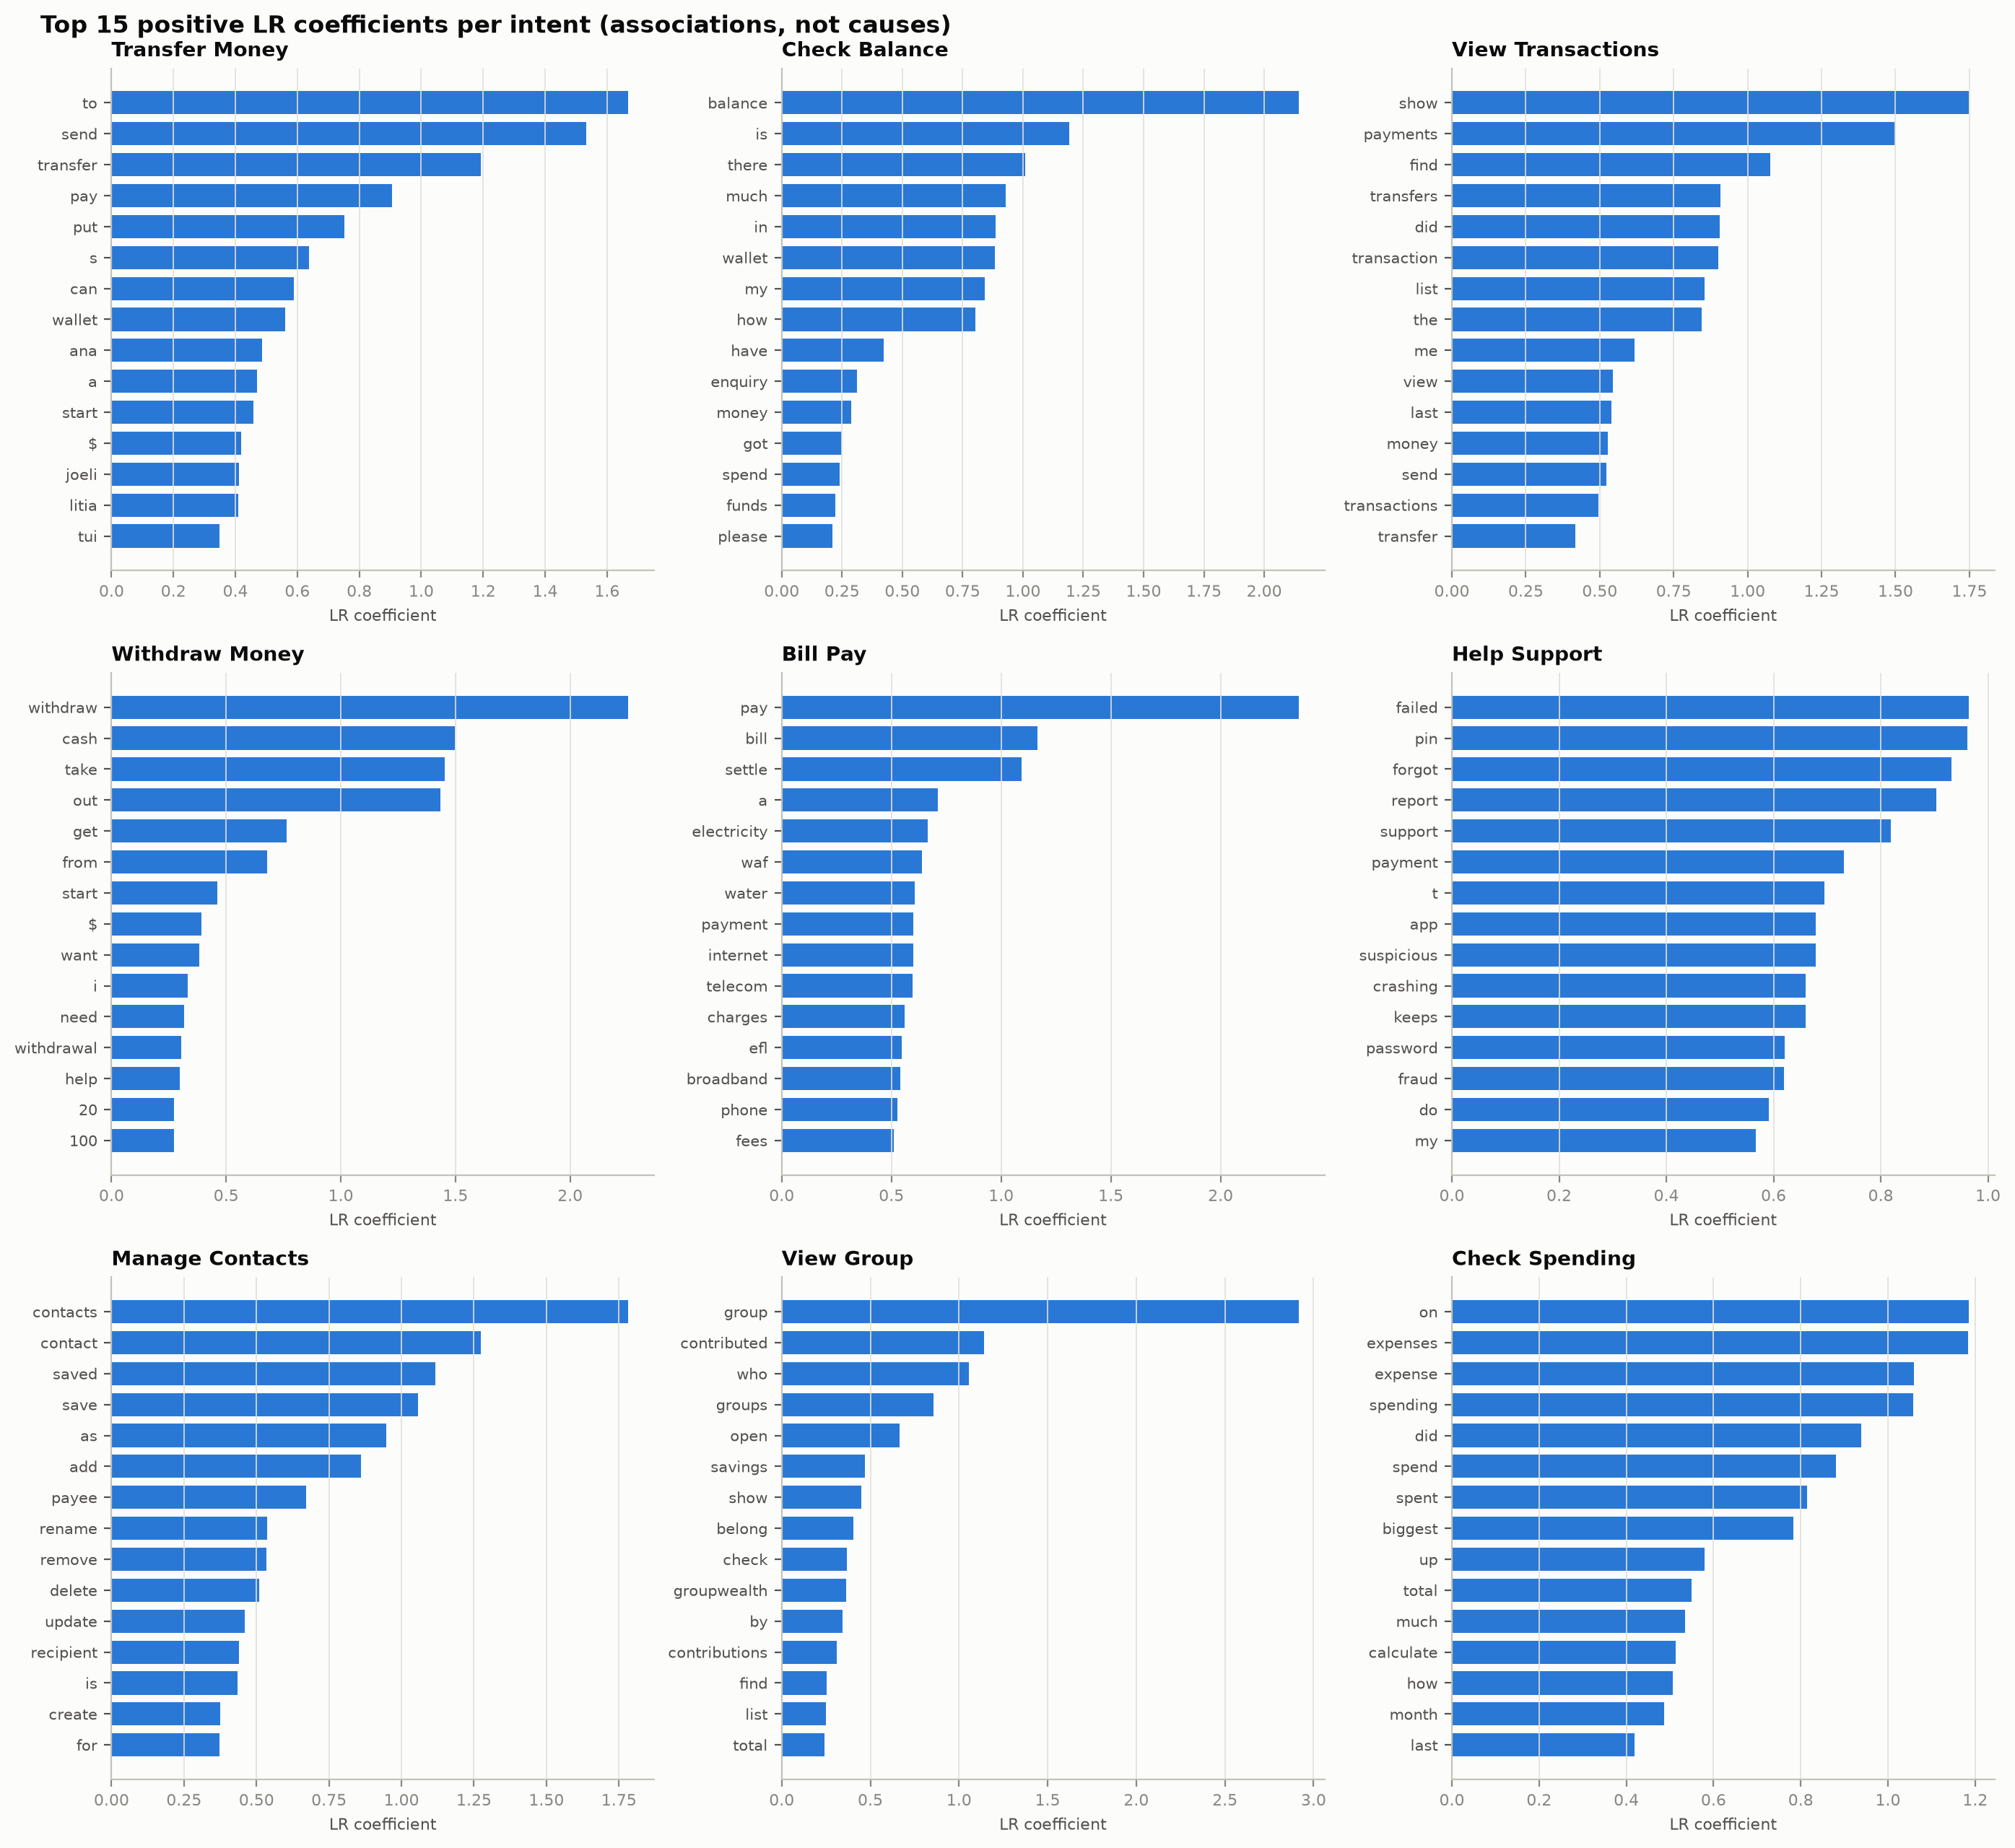 Top 15 positive LR coefficients per intent (associations, not causes)
Transfer Money
to
send
transfer
pay
put
s
can
wallet
ana
a
start
$
joeli
litia
tui
0.0 0.2 0.4 0.6 0.8 1.0 1.2 1.4 1.6
LR coefficient
Check Balance
balance
is
there
much
in
wallet
my
how
have
enquiry
money
got
spend
funds
please
0.00 0.25 0.50 0.75 1.00 1.25 1.50 1.75 2.00
LR coefficient
View Transactions
show
payments
find
transfers
did
transaction
list
the
me
view
last
money
send
transactions
transfer
0.00 0.25 0.50 0.75 1.00 1.25 1.50 1.75
LR coefficient
Withdraw Money
withdraw
cash
take
out
get
from
start
$
want
i
need
withdrawal
help
20
100
0.0 0.5 1.0 1.5 2.0
LR coefficient
Bill Pay
pay
bill
settle
a
electricity
waf
water
payment
internet
telecom
charges
efl
broadband
phone
fees
0.0 0.5 1.0 1.5 2.0
LR coefficient
Help Support
failed
pin
forgot
report
support
payment
t
app
suspicious
crashing
keeps
password
fraud
do
my
0.0 0.2 0.4 0.6 0.8 1.0
LR coefficient
Manage Contacts
contacts
contact
saved
save
as
add
payee
rename
remove
delete
update
recipient
is
create
for
0.00 0.25 0.50 0.75 1.00 1.25 1.50 1.75
LR coefficient
View Group
group
contributed
who
groups
open
savings
show
belong
check
groupwealth
by
contributions
find
list
total
0.0 0.5 1.0 1.5 2.0 2.5 3.0
LR coefficient
Check Spending
on
expenses
expense
spending
did
spend
spent
biggest
up
total
much
calculate
how
month
last
0.0 0.2 0.4 0.6 0.8 1.0 1.2
LR coefficient